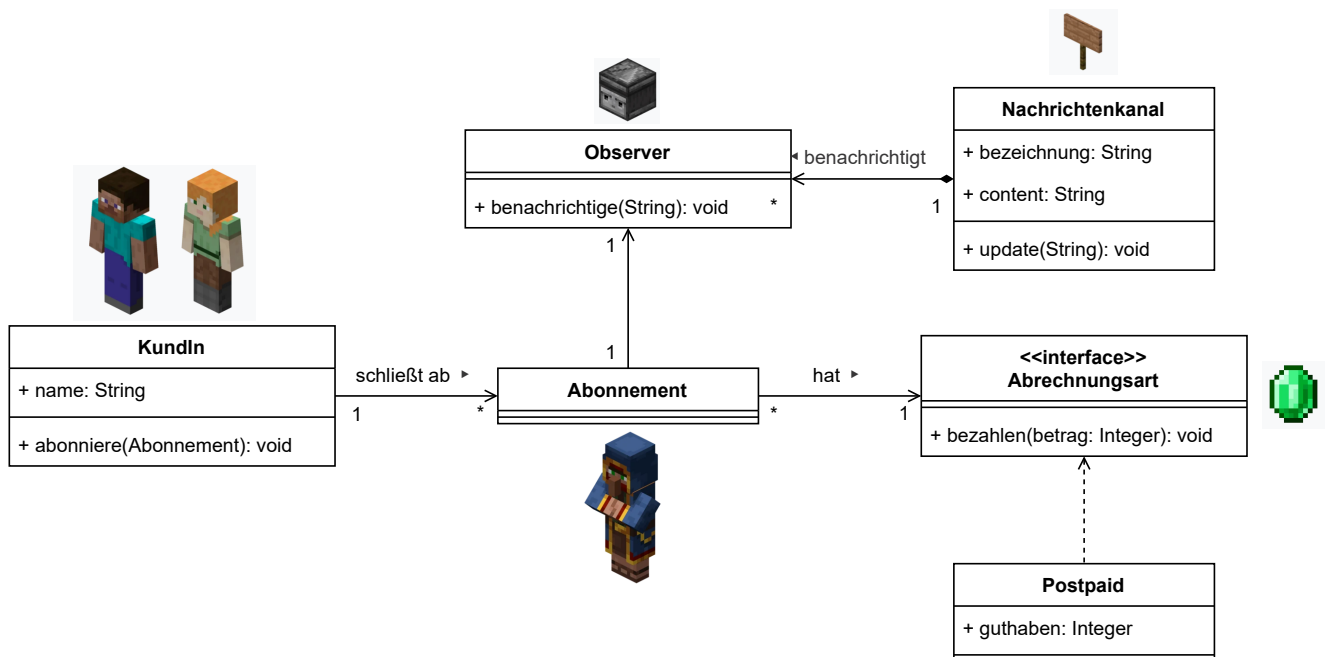 Nachrichtenkanal
+ bezeichnung: String
+ content: String
+ update(String): void
Observer
+ benachrichtige(String): void
*
◂ benachrichtigt
1
1
1
KundIn
+ name: String
+ abonniere(Abonnement): void
schließt ab ▸
1
*
Abonnement
hat ▸
*
1
<<interface>>
Abrechnungsart
+ bezahlen(betrag: Integer): void
Postpaid
+ guthaben: Integer